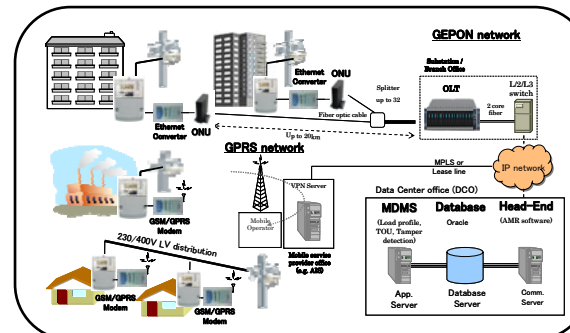 GEPON network
Substation /
Branch Office
OLT
L/2/L3
switch
2 core
fiber
Splitter
up to 32
Ethernet
Converter
ONU
Fiber optic cable
Ethernet
Converter
ONU
Up to 20km
GPRS network
MPLS or
Lease line
IP network
VPN Server
Mobile
Operator
Mobile service
provider office
GSM/GPRS
Modem
230/400V LV distribution
GSM/GPRS
Modem
GSM/GPRS
Modem
Data Center office (DCO)
MDMS
(Load profile,
TOU, Tamper
detection)
Database
Oracle
Head-End
(AMR software)
App.
Server
Database
Server
Comm.
Server